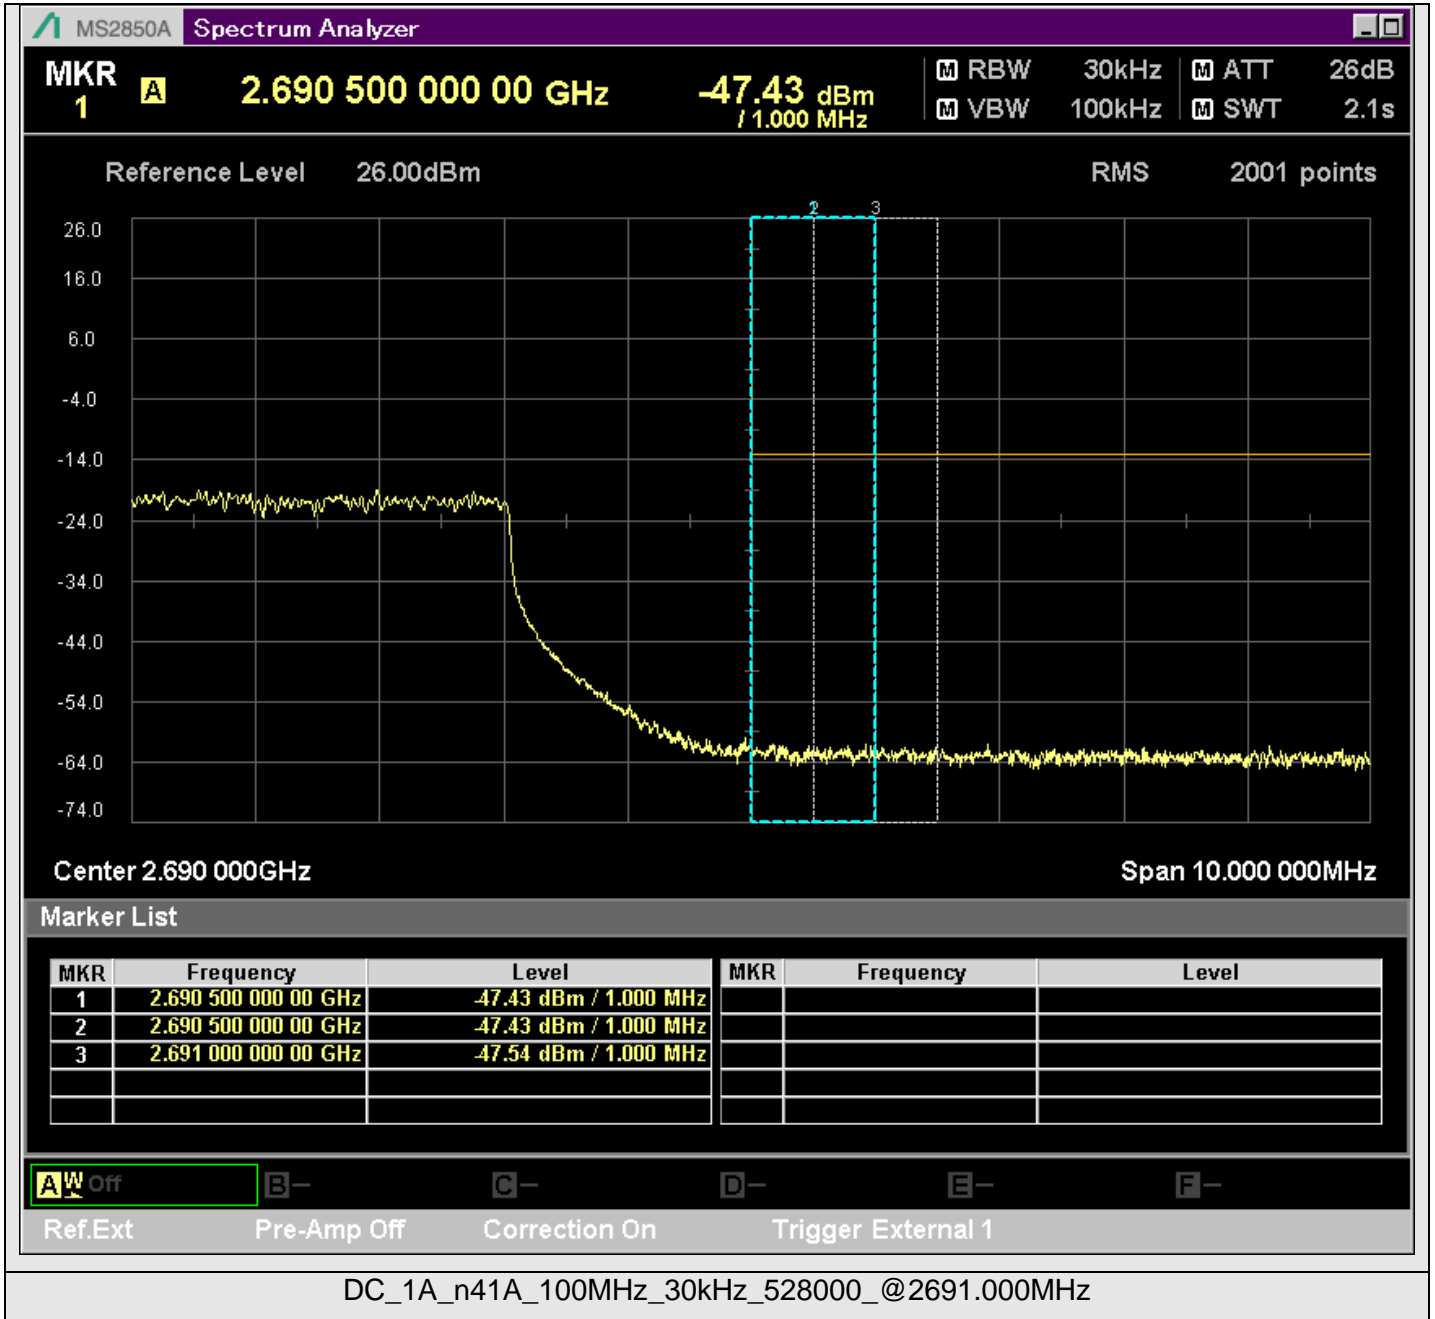 MS2850A Spectrum Analyzer
MKR 1 A 2.690 500 000 00 GHz -47.43 dBm / 1.000 MHz
M RBW 30kHz M ATT 26dB
M VBW 100kHz M SWT 2.1s
Reference Level 26.00dBm RMS 2001 points
2 3
26.0
16.0
6.0
-4.0
-14.0
-24.0
-34.0
-44.0
-54.0
-64.0
-74.0
Center 2.690 000GHz Span 10.000 000MHz
Marker List
MKR Frequency Level MKR Frequency Level
1 2.690 500 000 00 GHz -47.43 dBm / 1.000 MHz
2 2.690 500 000 00 GHz -47.43 dBm / 1.000 MHz
3 2.691 000 000 00 GHz -47.54 dBm / 1.000 MHz
A W Off B- C- D- E- F-
Ref.Ext Pre-Amp Off Correction On Trigger External 1
DC_1A_n41A_100MHz_30kHz_528000_@2691.000MHz